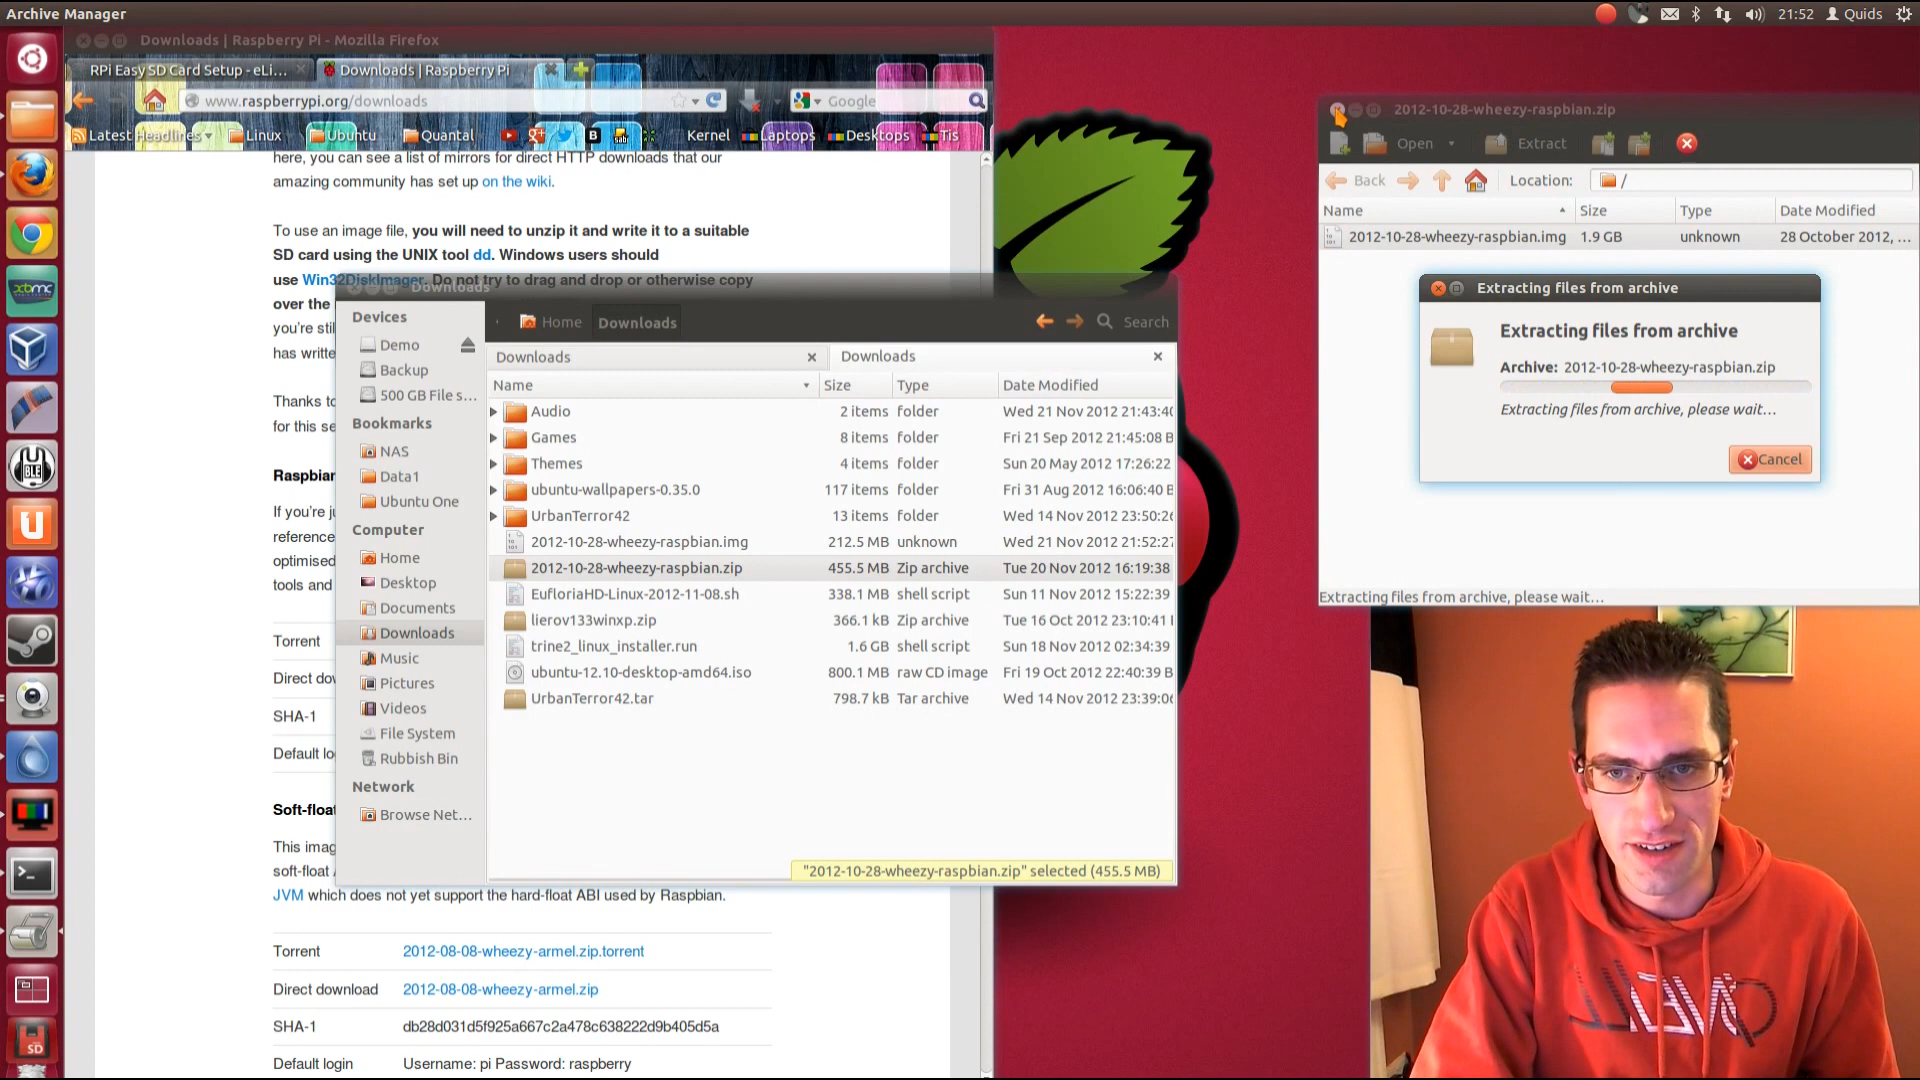 Archive Manager
21:52
Quids
Downloads | Raspberry Pi - Mozilla Firefox
RPi Easy SD Card Setup - eLi...
Downloads | Raspberry Pi
www.raspberrypi.org/downloads
Google
Latest Headlines
Linux
Ubuntu
Quantal
Kernel
Laptops
Desktops
Tis
here, you can see a list of mirrors for direct HTTP downloads that our
amazing community has set up on the wiki.
To use an image file, you will need to unzip it and write it to a suitable
SD card using the UNIX tool dd. Windows users should
use Win32DiskImager. Do not try to drag and drop or otherwise copy
over the
you're stil
has writte
Thanks to
for this se
Raspbian
If you're ju
reference
optimised
tools and
Torrent
Direct dov
SHA-1
Default lo
Soft-float
This imag
soft-float
JVM which does not yet support the hard-float ABI used by Raspbian.
Torrent 2012-08-08-wheezy-armel.zip.torrent
Direct download 2012-08-08-wheezy-armel.zip
SHA-1 db28d031d5f925a667c2a478c638222d9b405d5a
Default login Username: pi Password: raspberry
Downloads
Devices
Demo
Backup
500 GB File s...
Bookmarks
NAS
Data1
Ubuntu One
Computer
Home
Desktop
Documents
Downloads
Music
Pictures
Videos
File System
Rubbish Bin
Network
Browse Net...
Home Downloads Search
Downloads Downloads
Name Size Type Date Modified
Audio 2 items folder Wed 21 Nov 2012 21:43:40
Games 8 items folder Fri 21 Sep 2012 21:45:08 B
Themes 4 items folder Sun 20 May 2012 17:26:22
ubuntu-wallpapers-0.35.0 117 items folder Fri 31 Aug 2012 16:06:40 B
UrbanTerror42 13 items folder Wed 14 Nov 2012 23:50:26
2012-10-28-wheezy-raspbian.img 212.5 MB unknown Wed 21 Nov 2012 21:52:27
2012-10-28-wheezy-raspbian.zip 455.5 MB Zip archive Tue 20 Nov 2012 16:19:38
EufloriaHD-Linux-2012-11-08.sh 338.1 MB shell script Sun 11 Nov 2012 15:22:39
lierov133winxp.zip 366.1 kB Zip archive Tue 16 Oct 2012 23:10:41
trine2_linux_installer.run 1.6 GB shell script Sun 18 Nov 2012 02:34:39
ubuntu-12.10-desktop-amd64.iso 800.1 MB raw CD image Fri 19 Oct 2012 22:40:39 B
UrbanTerror42.tar 798.7 kB Tar archive Wed 14 Nov 2012 23:39:06
"2012-10-28-wheezy-raspbian.zip" selected (455.5 MB)
2012-10-28-wheezy-raspbian.zip
Open Extract
Back Location: /
Name Size Type Date Modified
2012-10-28-wheezy-raspbian.img 1.9 GB unknown 28 October 2012, ...
Extracting files from archive
Extracting files from archive
Archive: 2012-10-28-wheezy-raspbian.zip
Extracting files from archive, please wait...
Cancel
Extracting files from archive, please wait...
xbmc
SD